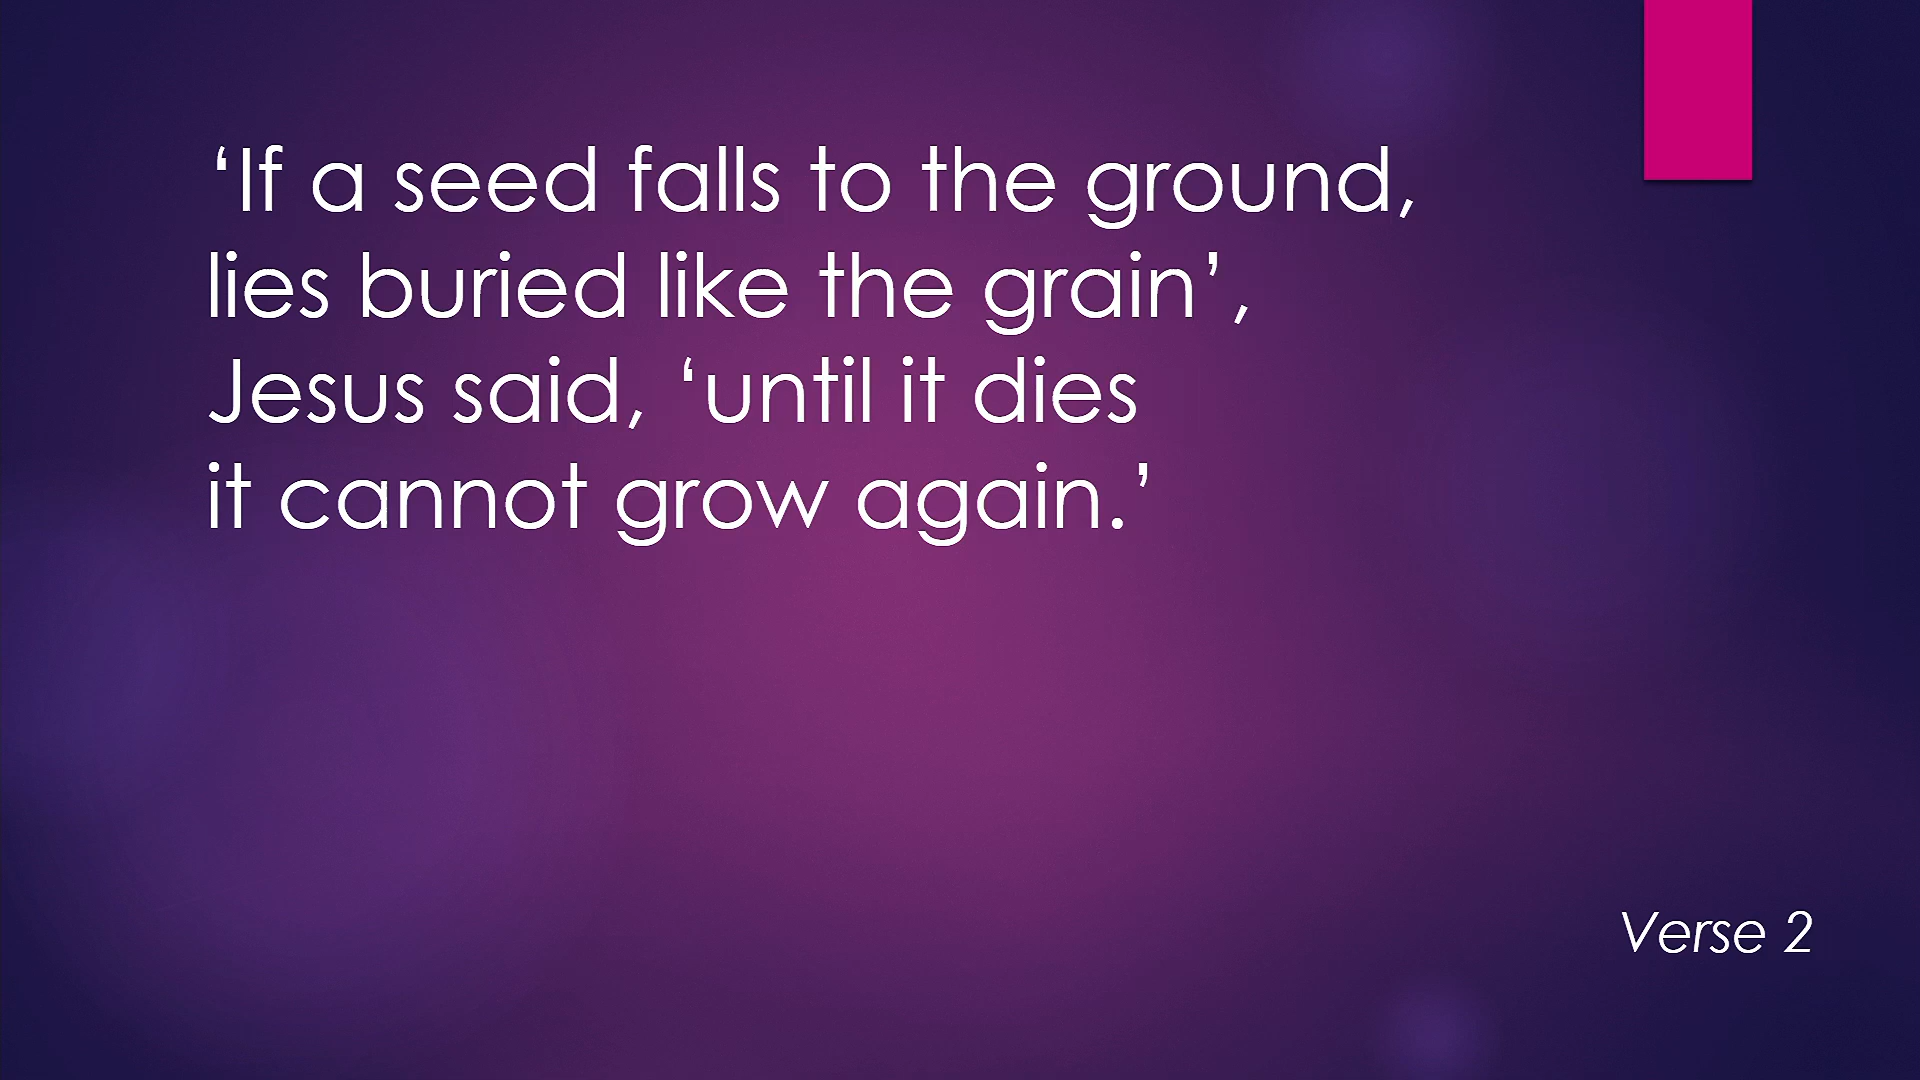 ‘If a seed falls to the ground,
lies buried like the grain’,
Jesus said, ‘until it dies
it cannot grow again.’
Verse 2